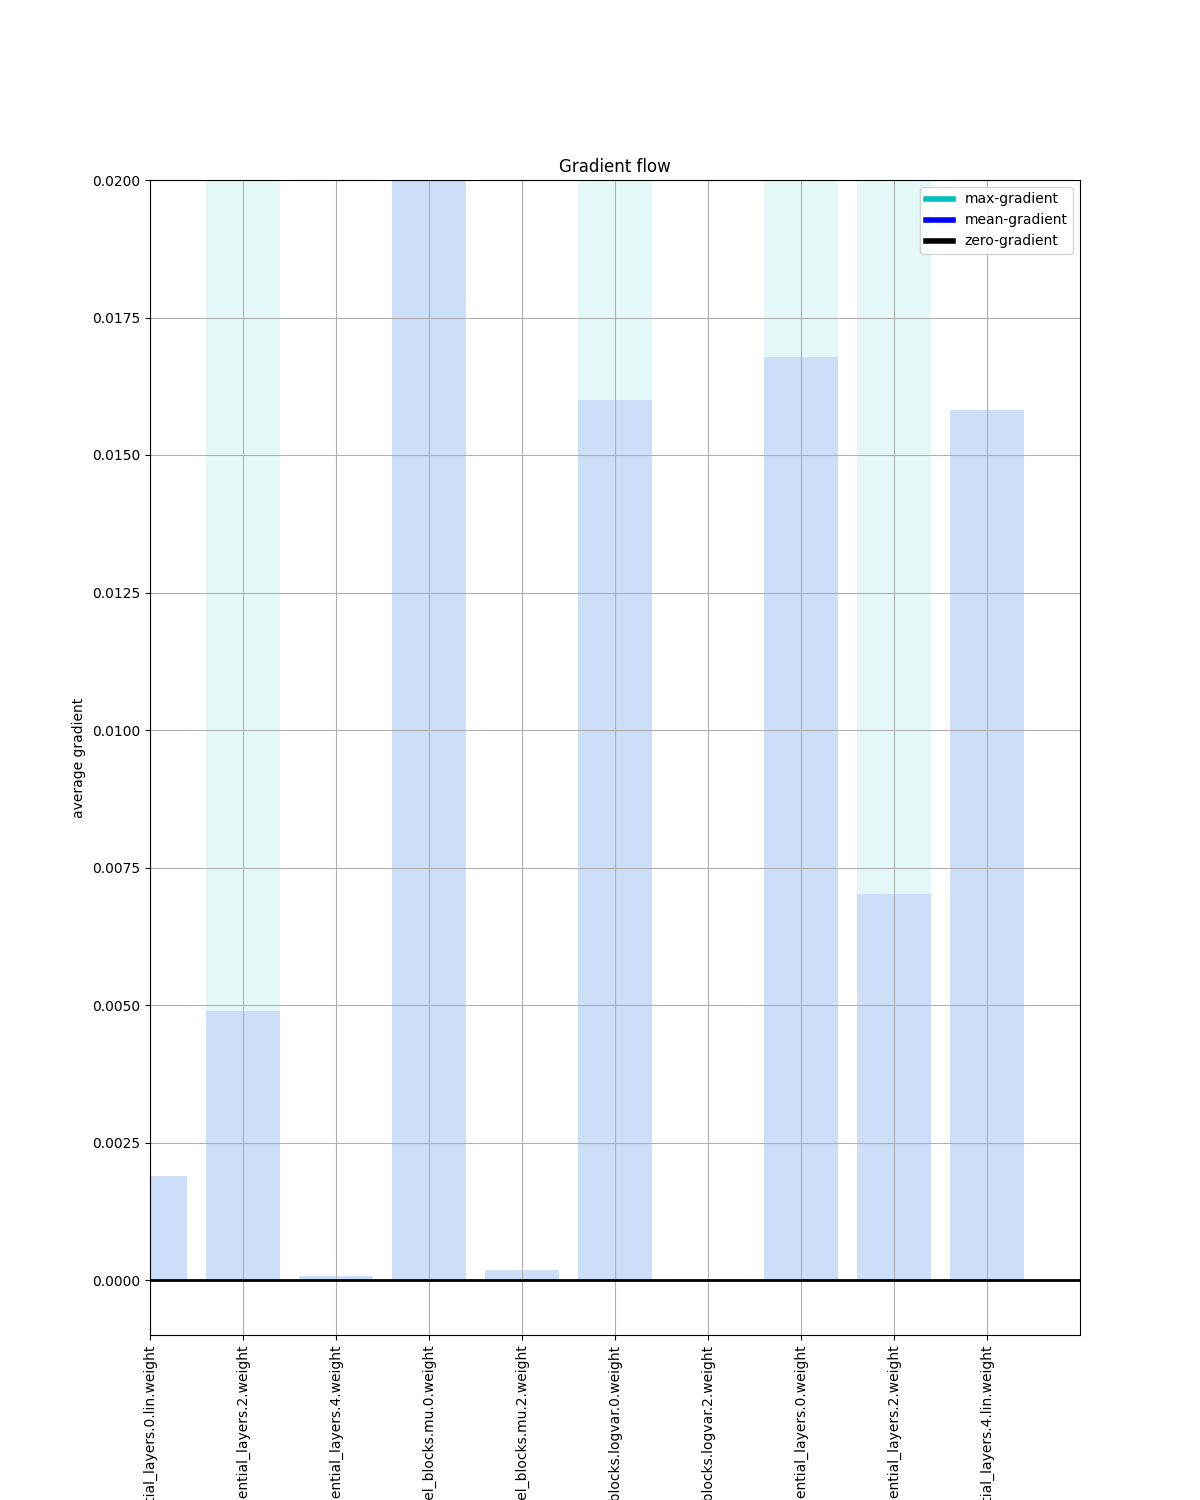 Gradient flow
max-gradient
mean-gradient
zero-gradient
0.0200
0.0175
0.0150
0.0125
0.0100
0.0075
0.0050
0.0025
0.0000
average gradient
tial_layers.0.lin.weight
ential_layers.2.weight
ential_layers.4.weight
el_blocks.mu.0.weight
el_blocks.mu.2.weight
blocks.logvar.0.weight
blocks.logvar.2.weight
ential_layers.0.weight
ential_layers.2.weight
tial_layers.4.lin.weight